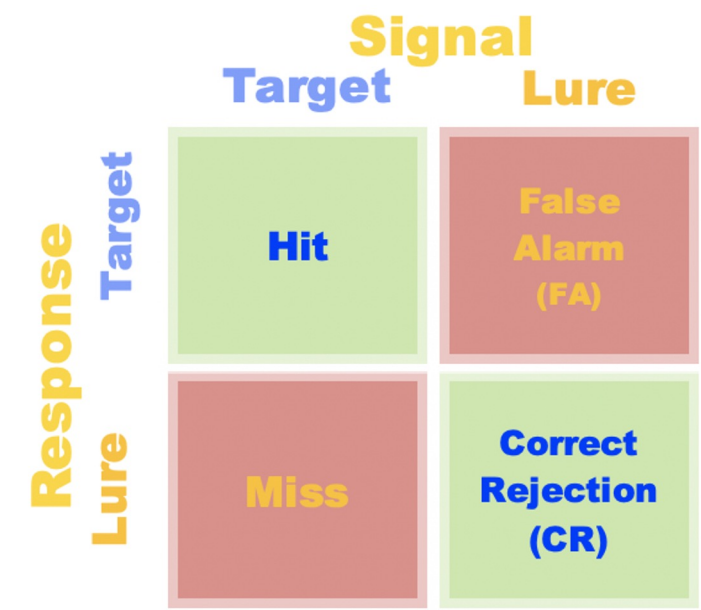 Signal
Target
Lure
Response
Target
Lure
Hit
False
Alarm
(FA)
Miss
Correct
Rejection
(CR)